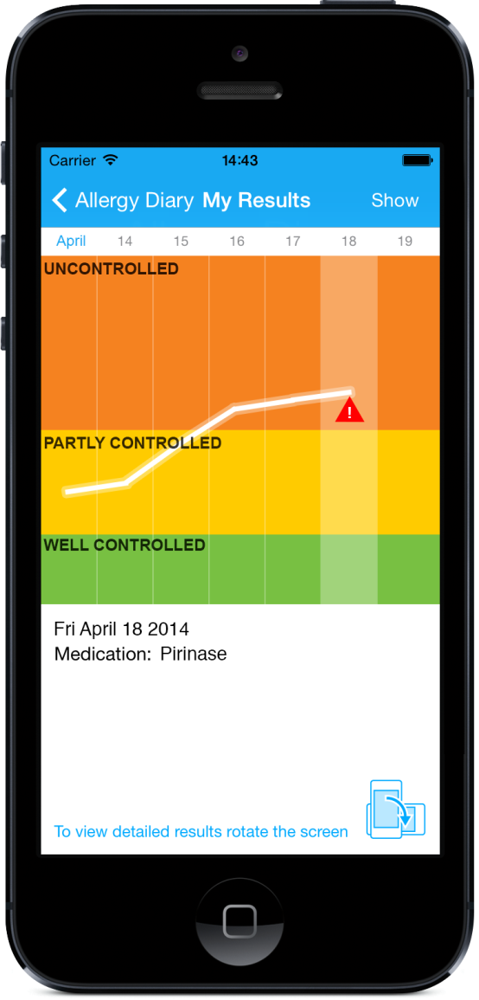 Carrier 14:43
Allergy Diary My Results Show
April 14 15 16 17 18 19
UNCONTROLLED
!
PARTLY CONTROLLED
WELL CONTROLLED
Fri April 18 2014
Medication: Pirinase
To view detailed results rotate the screen